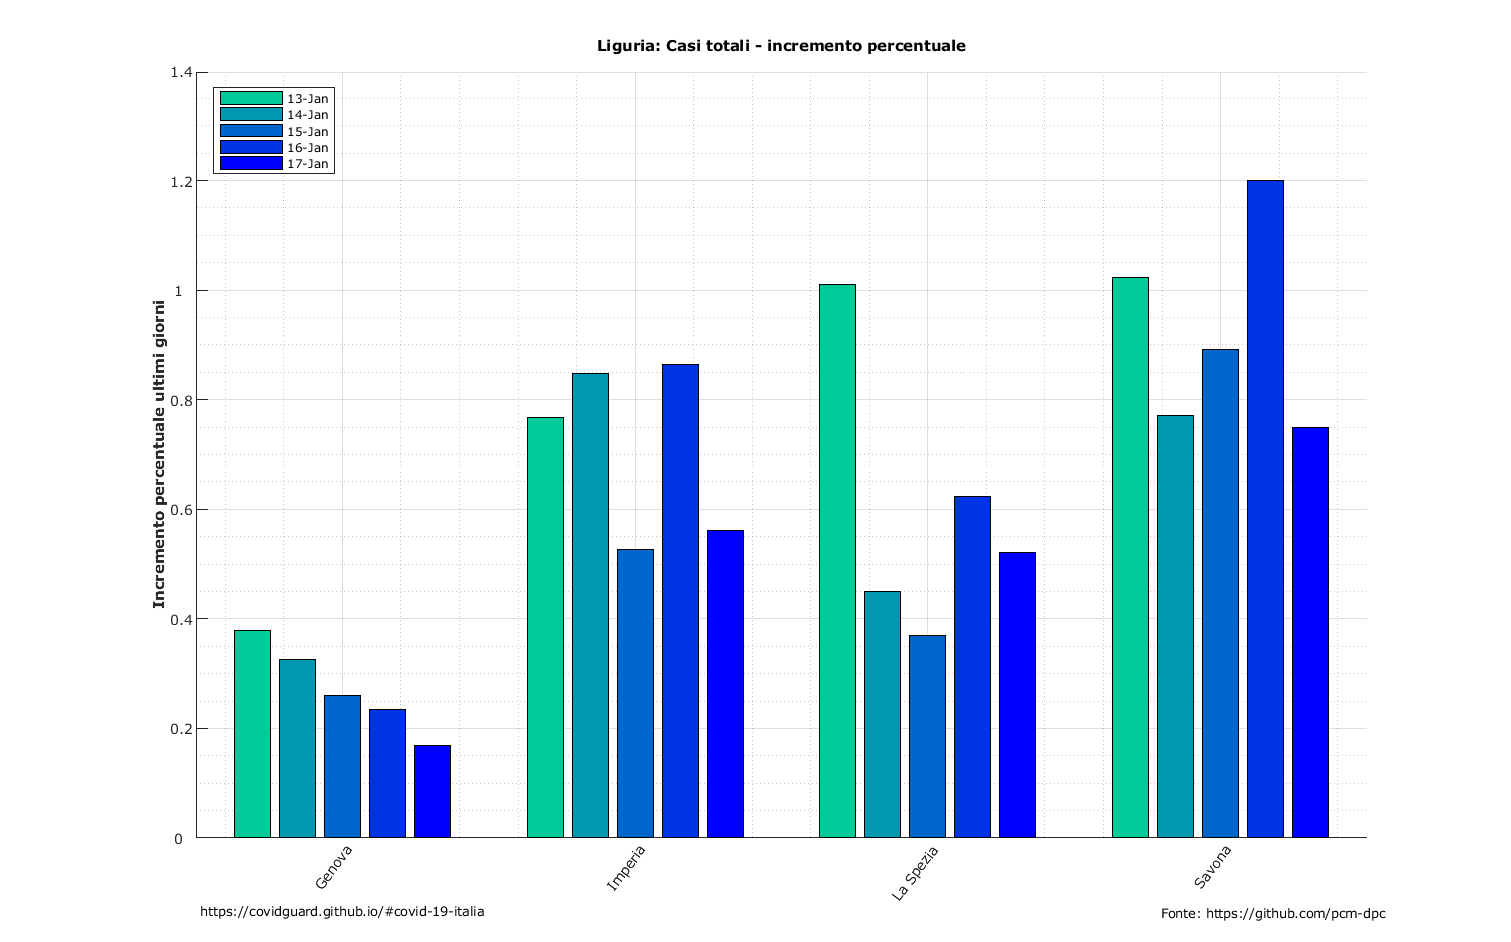 Liguria: Casi totali - incremento percentuale
1.4
1.2
1
0.8
0.6
0.4
0.2
0
Incremento percentuale ultimi giorni
13-Jan
14-Jan
15-Jan
16-Jan
17-Jan
Genova
Imperia
La Spezia
Savona
https://covidguard.github.io/#covid-19-italia
Fonte: https://github.com/pcm-dpc